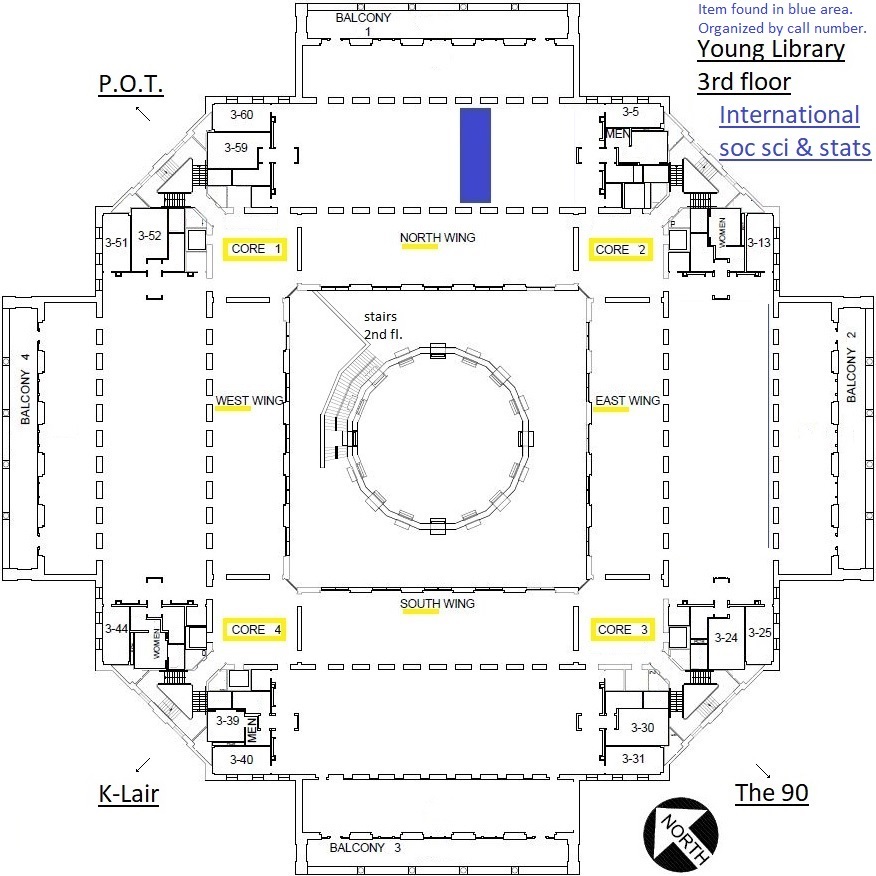 BALCONY
1
Item found in blue area.
Organized by call number.
Young Library
3rd floor
International
soc sci & stats
P.O.T.
3-60
3-59
3-5
MEN
3-51
3-52
WOMEN
3-13
CORE 1
NORTH WING
CORE 2
stairs
2nd fl.
BALCONY 4
WEST WING
EAST WING
BALCONY 2
SOUTH WING
CORE 4
CORE 3
3-44
WOMEN
3-24
3-25
3-39
MEN
3-40
3-30
3-31
K-Lair
The 90
NORTH
BALCONY 3